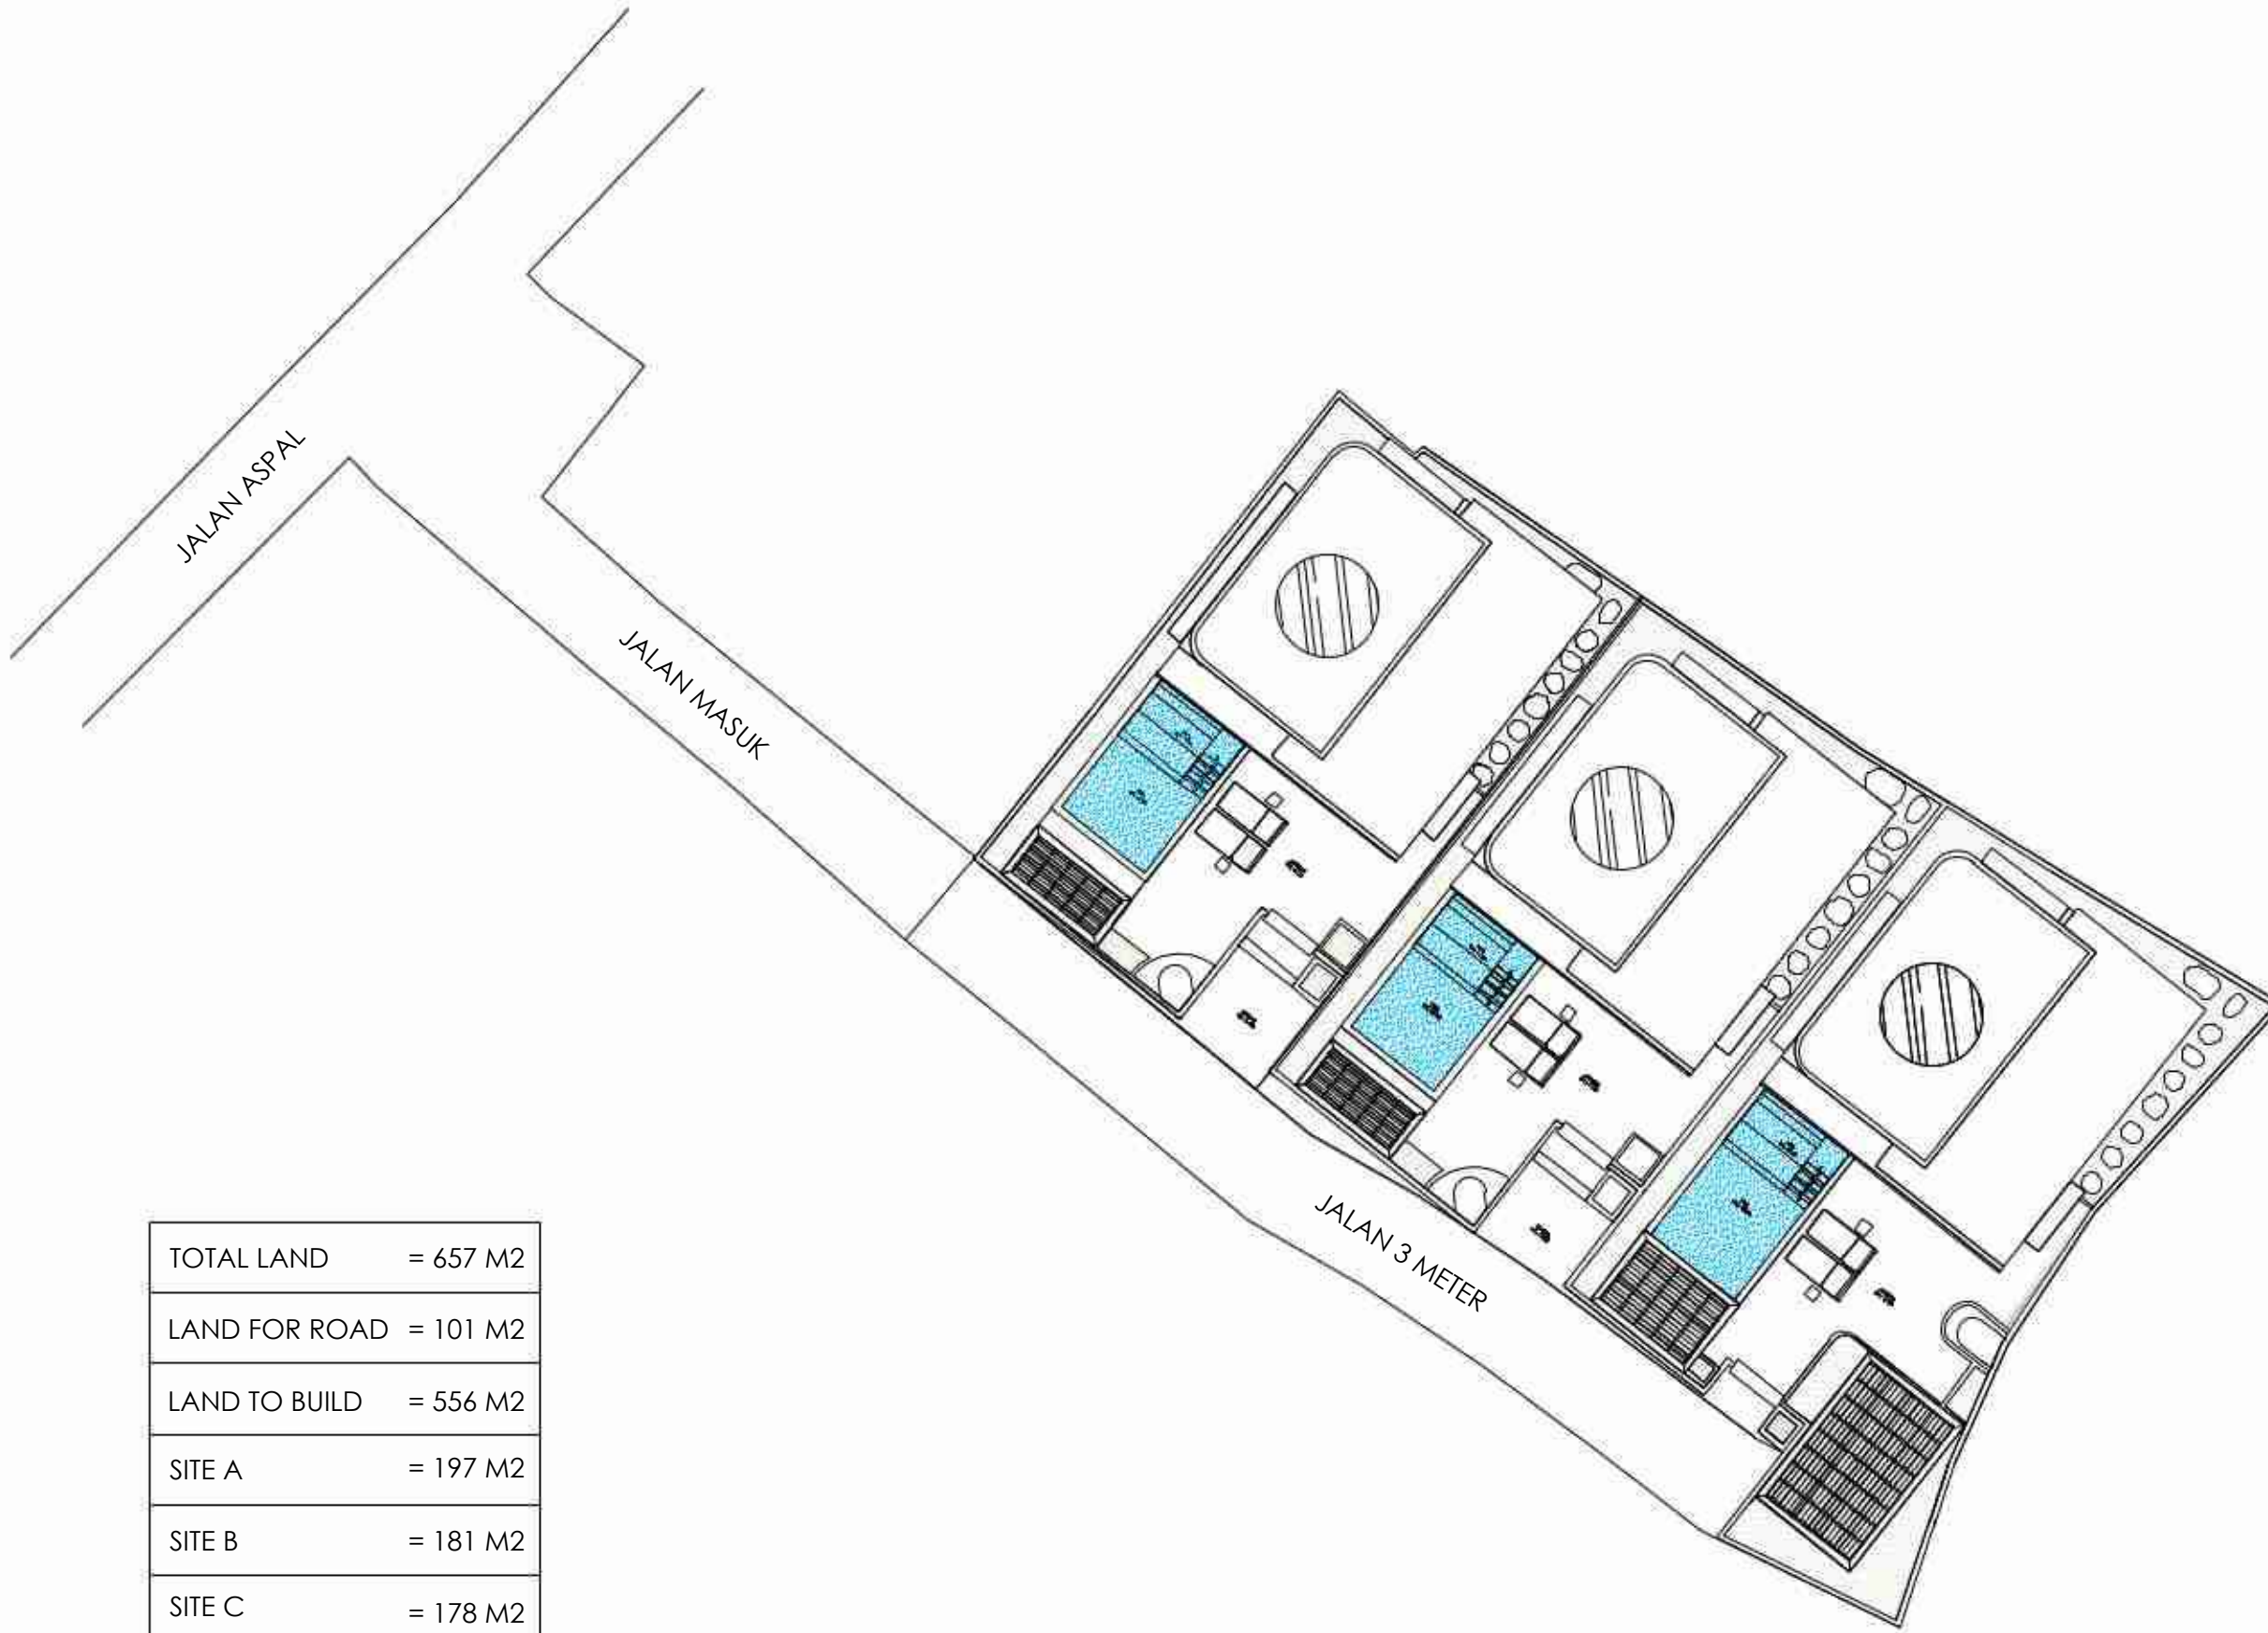 JALAN ASPAL
JALAN MASUK
JALAN 3 METER
TOTAL LAND = 657 M2
LAND FOR ROAD = 101 M2
LAND TO BUILD = 556 M2
SITE A = 197 M2
SITE B = 181 M2
SITE C = 178 M2